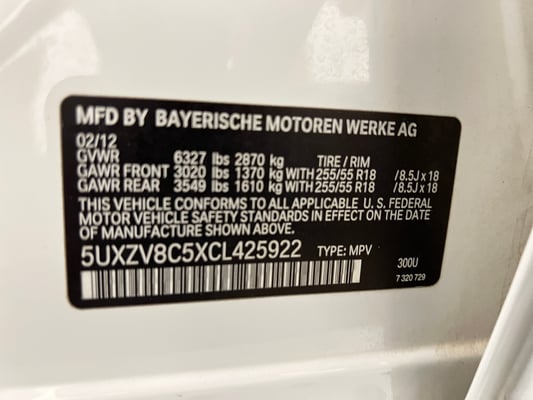 MFD BY BAYERISCHE MOTOREN WERKE AG
02/12
GVWR 6327 lbs 2870 kg TIRE / RIM
GAWR FRONT 3020 lbs 1370 kg WITH 255/55 R18 /8.5J x 18
GAWR REAR 3549 lbs 1610 kg WITH 255/55 R18 /8.5J x 18
THIS VEHICLE CONFORMS TO ALL APPLICABLE U. S. FEDERAL
MOTOR VEHICLE SAFETY STANDARDS IN EFFECT ON THE DATE
OF MANUFACTURE SHOWN ABOVE.
5UXZV8C5XCL425922 TYPE: MPV
300U
7 320 729